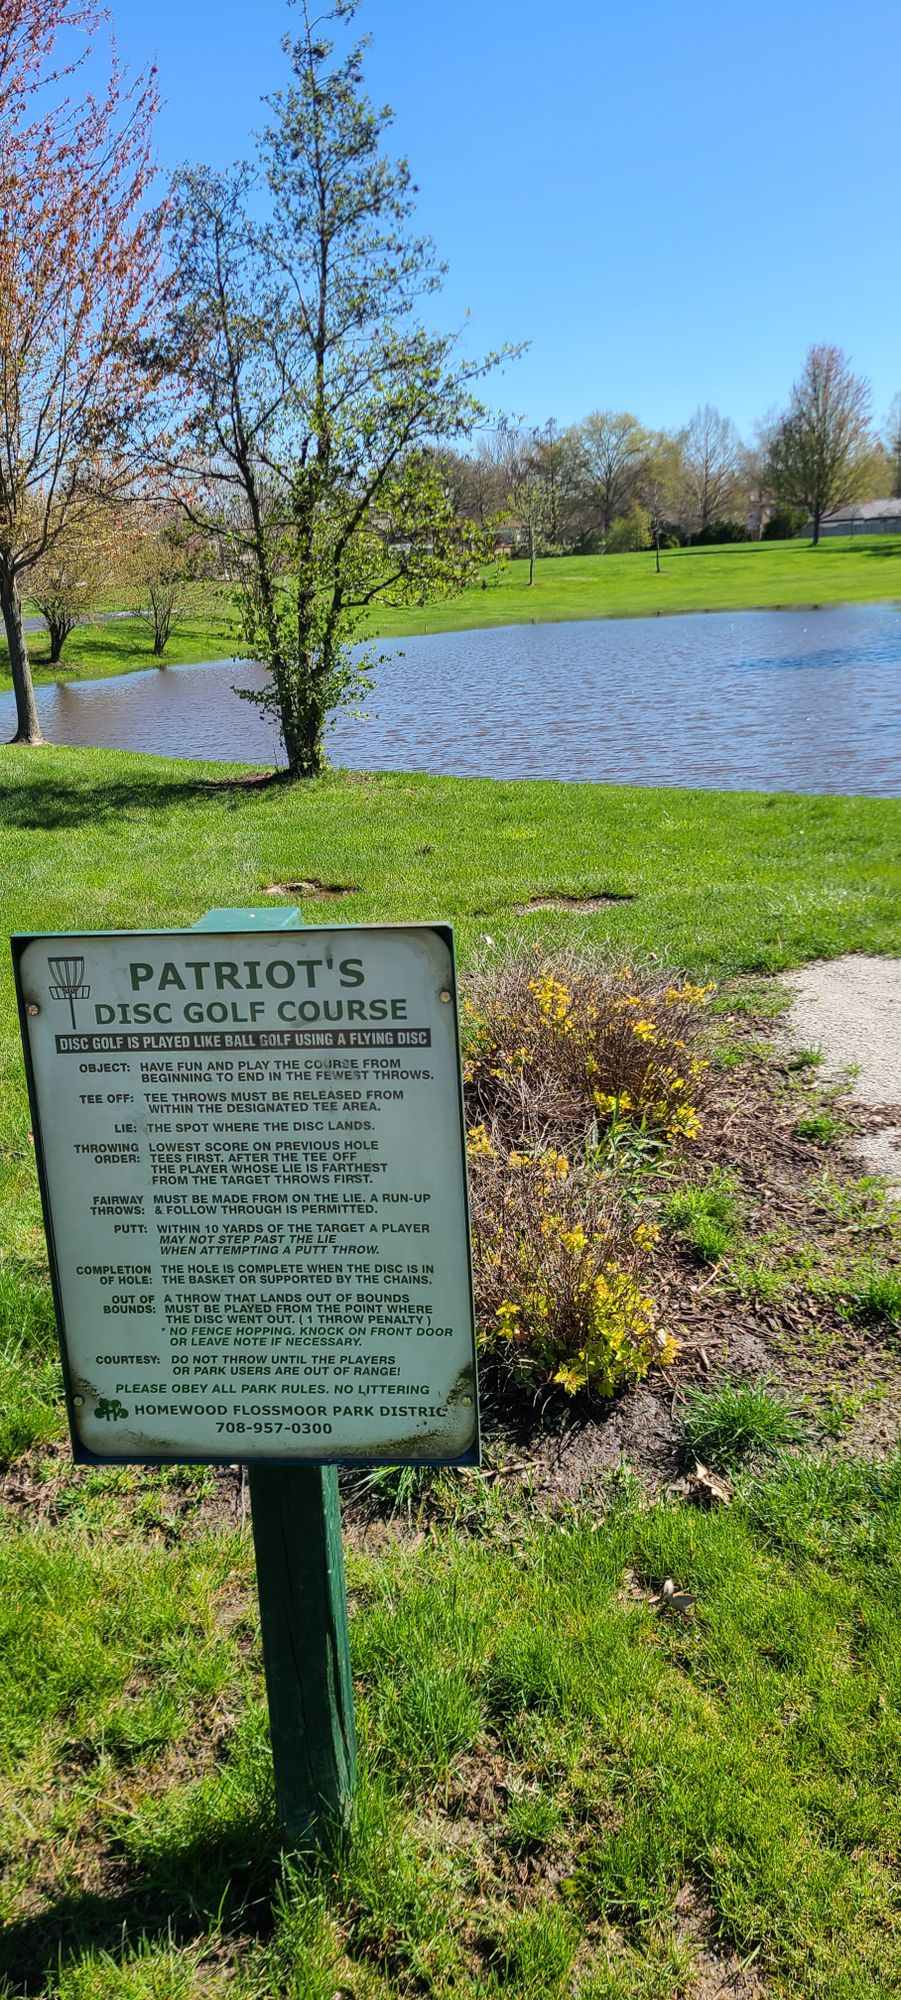 PATRIOT'S
DISC GOLF COURSE
DISC GOLF IS PLAYED LIKE BALL GOLF USING A FLYING DISC
OBJECT: HAVE FUN AND PLAY THE COURSE FROM
BEGINNING TO END IN THE FEWEST THROWS.
TEE OFF: TEE THROWS MUST BE RELEASED FROM
WITHIN THE DESIGNATED TEE AREA.
LIE: THE SPOT WHERE THE DISC LANDS.
THROWING LOWEST SCORE ON PREVIOUS HOLE
ORDER: TEES FIRST. AFTER THE TEE OFF
THE PLAYER WHOSE LIE IS FARTHEST
FROM THE TARGET THROWS FIRST.
FAIRWAY MUST BE MADE FROM ON THE LIE. A RUN-UP
THROWS: & FOLLOW THROUGH IS PERMITTED.
PUTT: WITHIN 10 YARDS OF THE TARGET A PLAYER
MAY NOT STEP PAST THE LIE
WHEN ATTEMPTING A PUTT THROW.
COMPLETION THE HOLE IS COMPLETE WHEN THE DISC IS IN
OF HOLE: THE BASKET OR SUPPORTED BY THE CHAINS.
OUT OF A THROW THAT LANDS OUT OF BOUNDS
BOUNDS: MUST BE PLAYED FROM THE POINT WHERE
THE DISC WENT OUT. ( 1 THROW PENALTY )
* NO FENCE HOPPING. KNOCK ON FRONT DOOR
OR LEAVE NOTE IF NECESSARY.
COURTESY: DO NOT THROW UNTIL THE PLAYERS
OR PARK USERS ARE OUT OF RANGE!
PLEASE OBEY ALL PARK RULES. NO LITTERING
HOMEWOOD FLOSSMOOR PARK DISTRIC
708-957-0300